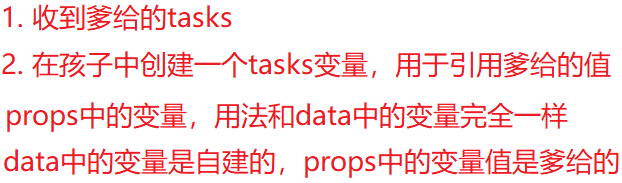 1. 收到爹给的tasks
2. 在孩子中创建一个tasks变量，用于引用爹给的值
props中的变量，用法和data中的变量完全一样
data中的变量是自建的，props中的变量值是爹给的